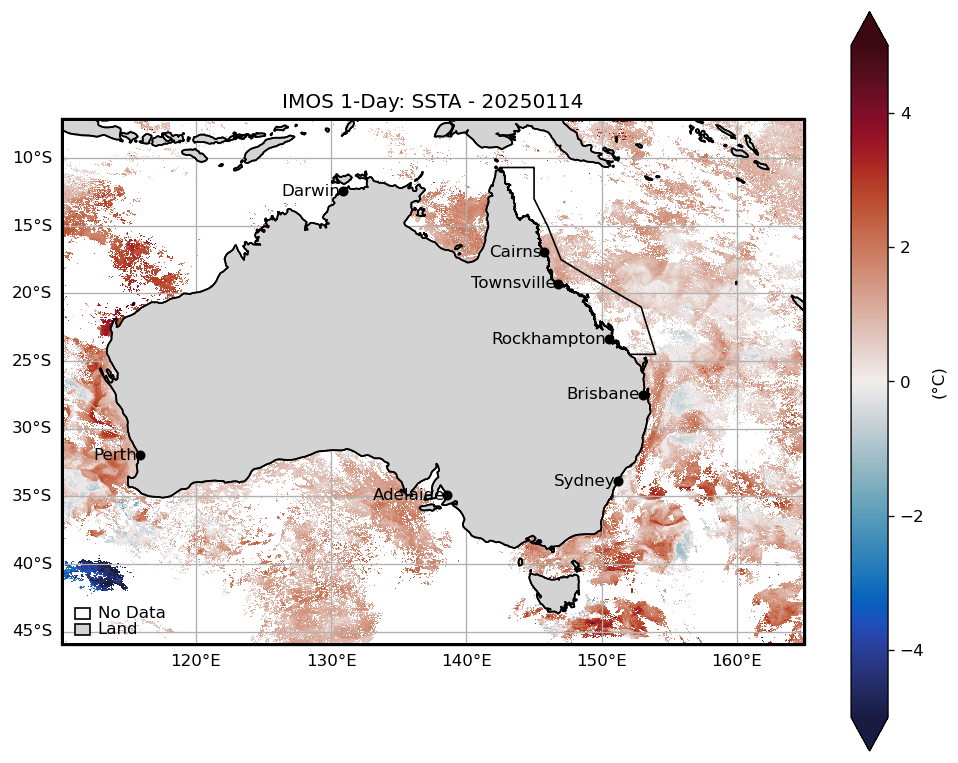 IMOS 1-Day: SSTA - 20250114
10°S
15°S
20°S
25°S
30°S
35°S
40°S
45°S
Darwin
Cairns
Townsville
Rockhampton
Brisbane
Perth
Sydney
Adelaide
No Data
Land
120°E 130°E 140°E 150°E 160°E
4
2
0
−2
−4
(°C)